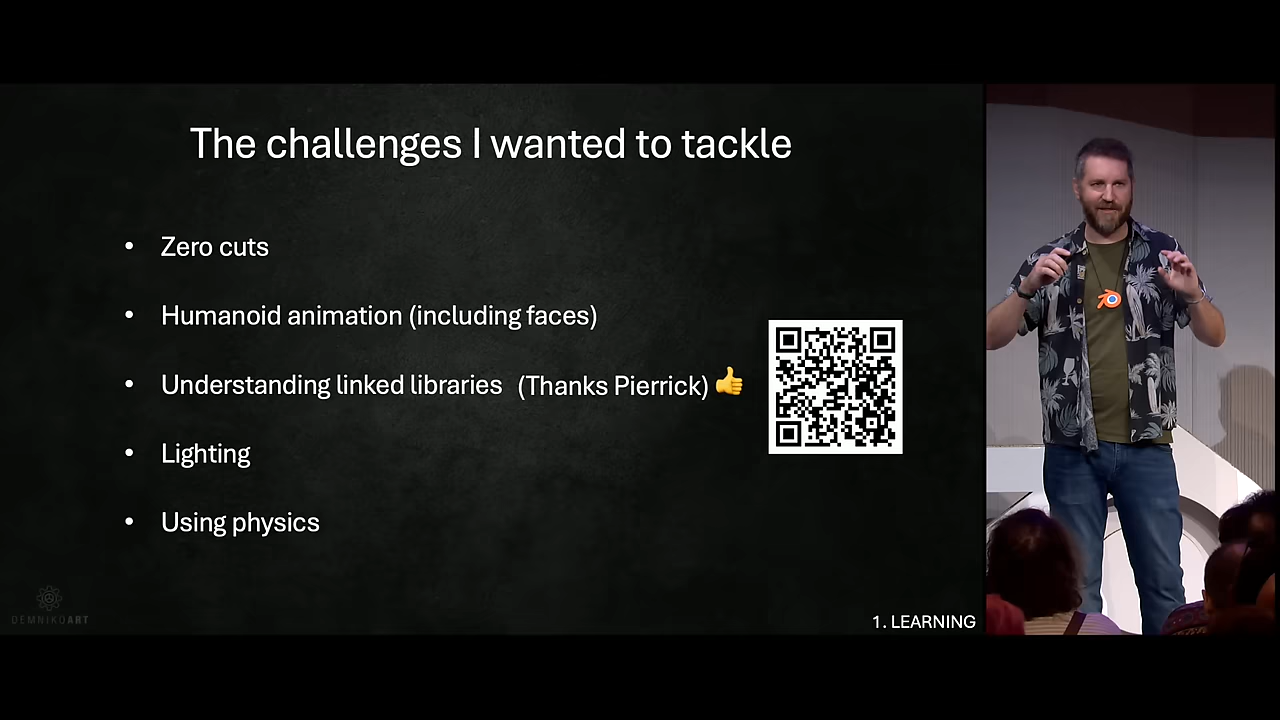 The challenges I wanted to tackle
• Zero cuts
• Humanoid animation (including faces)
• Understanding linked libraries (Thanks Pierrick) 👍
• Lighting
• Using physics
DEMNIKOART
1. LEARNING